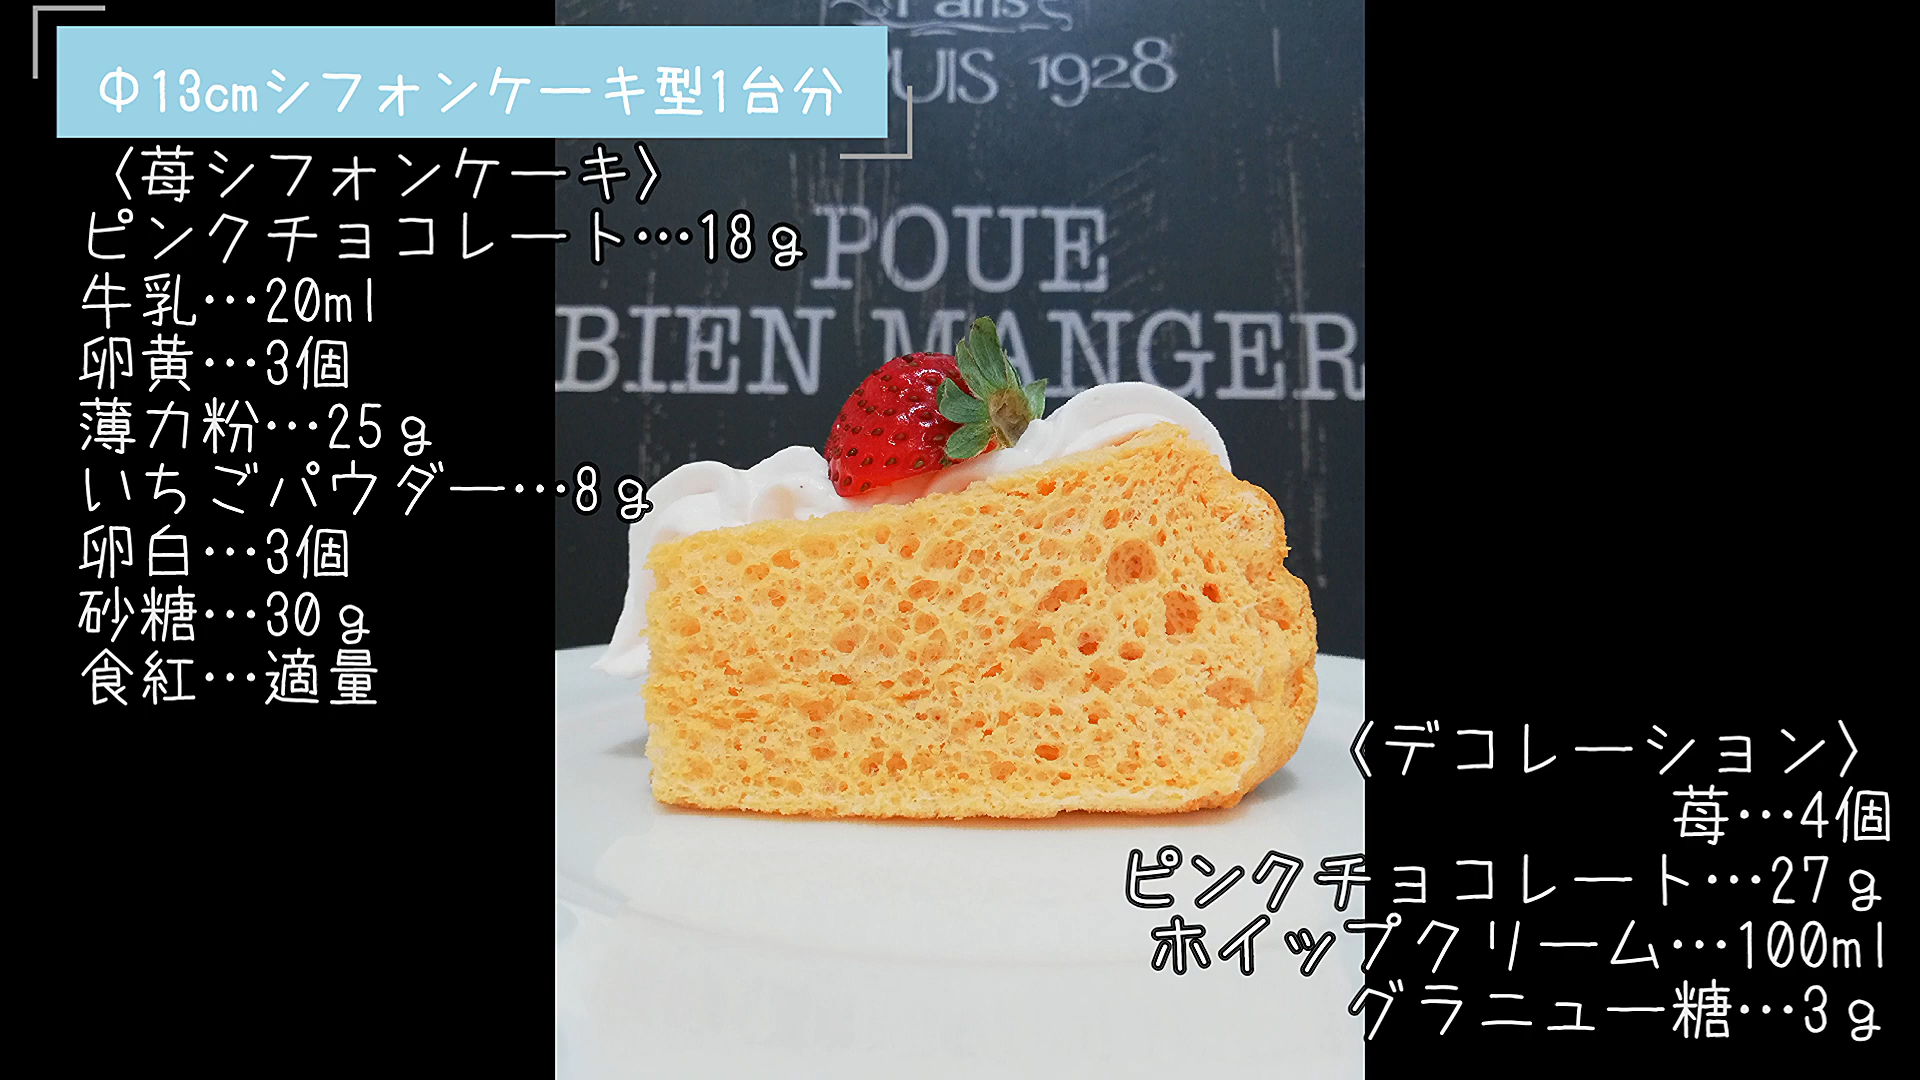 Φ13cmシフォンケーキ型1台分
〈苺シフォンケーキ〉
ピンクチョコレート…18g
牛乳…20ml
卵黄…3個
薄力粉…25g
いちごパウダー…8g
卵白…3個
砂糖…30g
食紅…適量
Paris
PUIS 1928
POUE
BIEN MANGER
〈デコレーション〉
苺…4個
ピンクチョコレート…27g
ホイップクリーム…100ml
グラニュー糖…3g